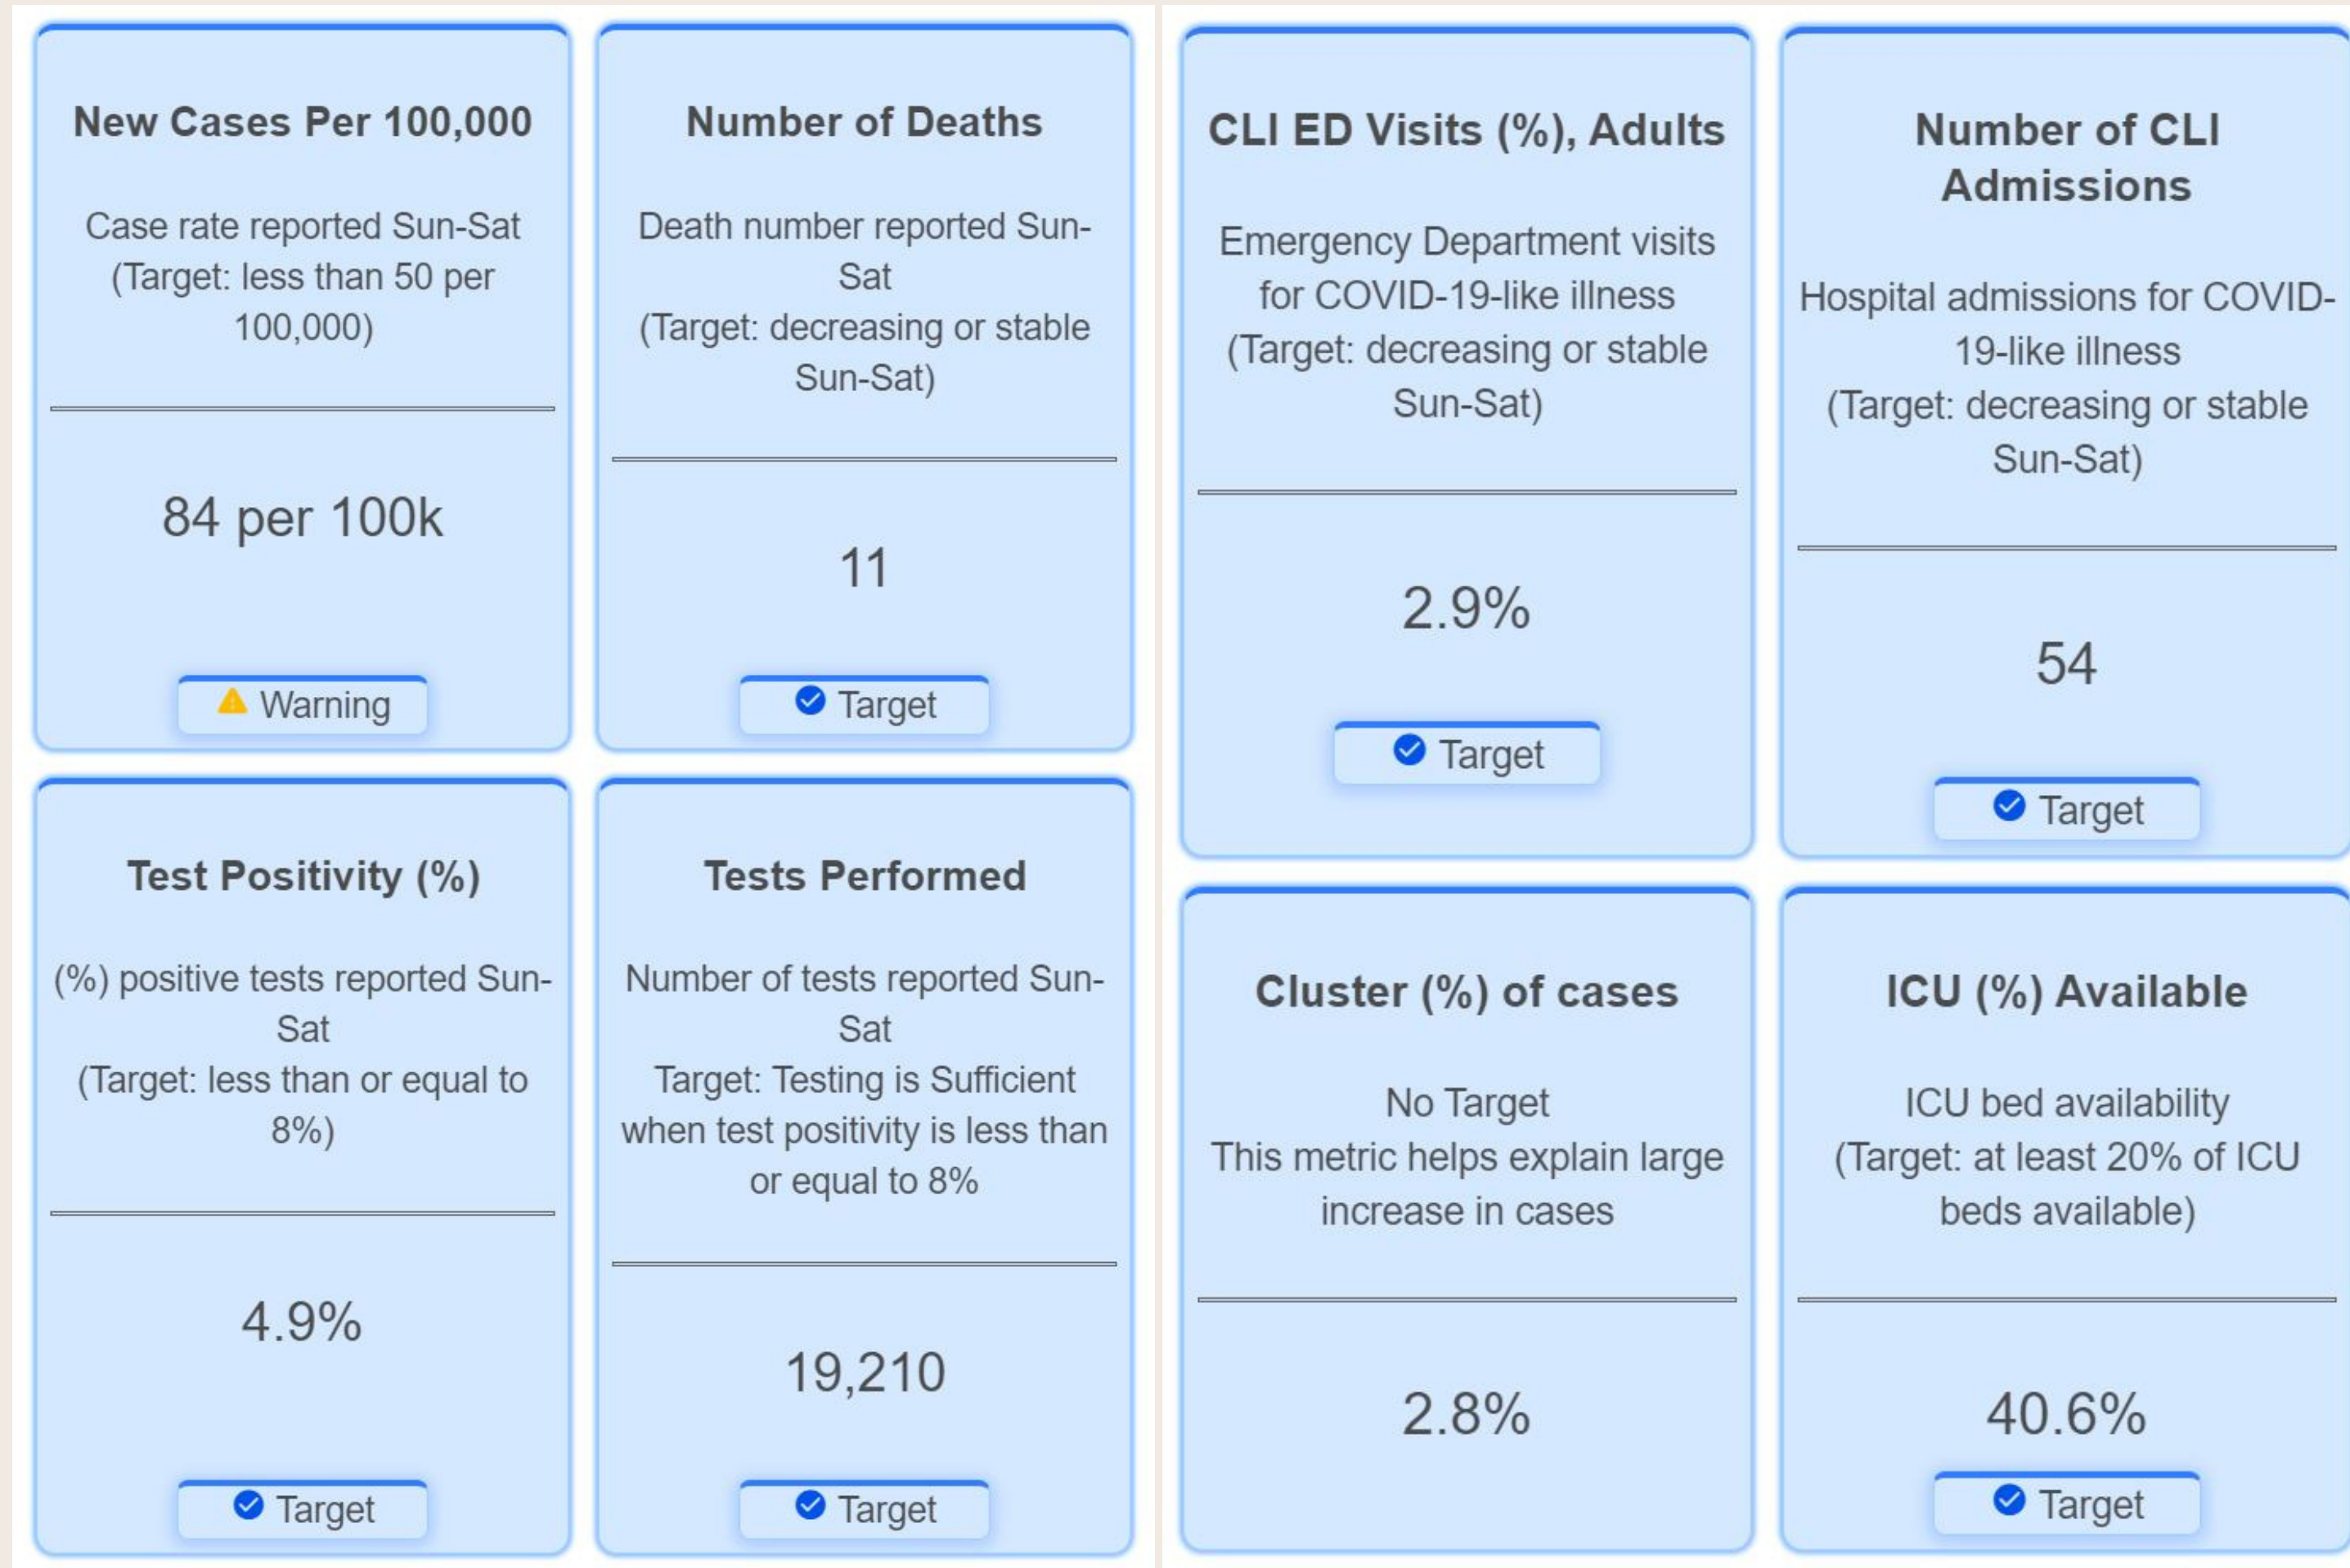 New Cases Per 100,000
Case rate reported Sun-Sat
(Target: less than 50 per
100,000)
84 per 100k
Warning
Number of Deaths
Death number reported Sun-
Sat
(Target: decreasing or stable
Sun-Sat)
11
Target
CLI ED Visits (%), Adults
Emergency Department visits
for COVID-19-like illness
(Target: decreasing or stable
Sun-Sat)
2.9%
Target
Number of CLI
Admissions
Hospital admissions for COVID-
19-like illness
(Target: decreasing or stable
Sun-Sat)
54
Target
Test Positivity (%)
(%) positive tests reported Sun-
Sat
(Target: less than or equal to
8%)
4.9%
Target
Tests Performed
Number of tests reported Sun-
Sat
Target: Testing is Sufficient
when test positivity is less than
or equal to 8%
19,210
Target
Cluster (%) of cases
No Target
This metric helps explain large
increase in cases
2.8%
ICU (%) Available
ICU bed availability
(Target: at least 20% of ICU
beds available)
40.6%
Target